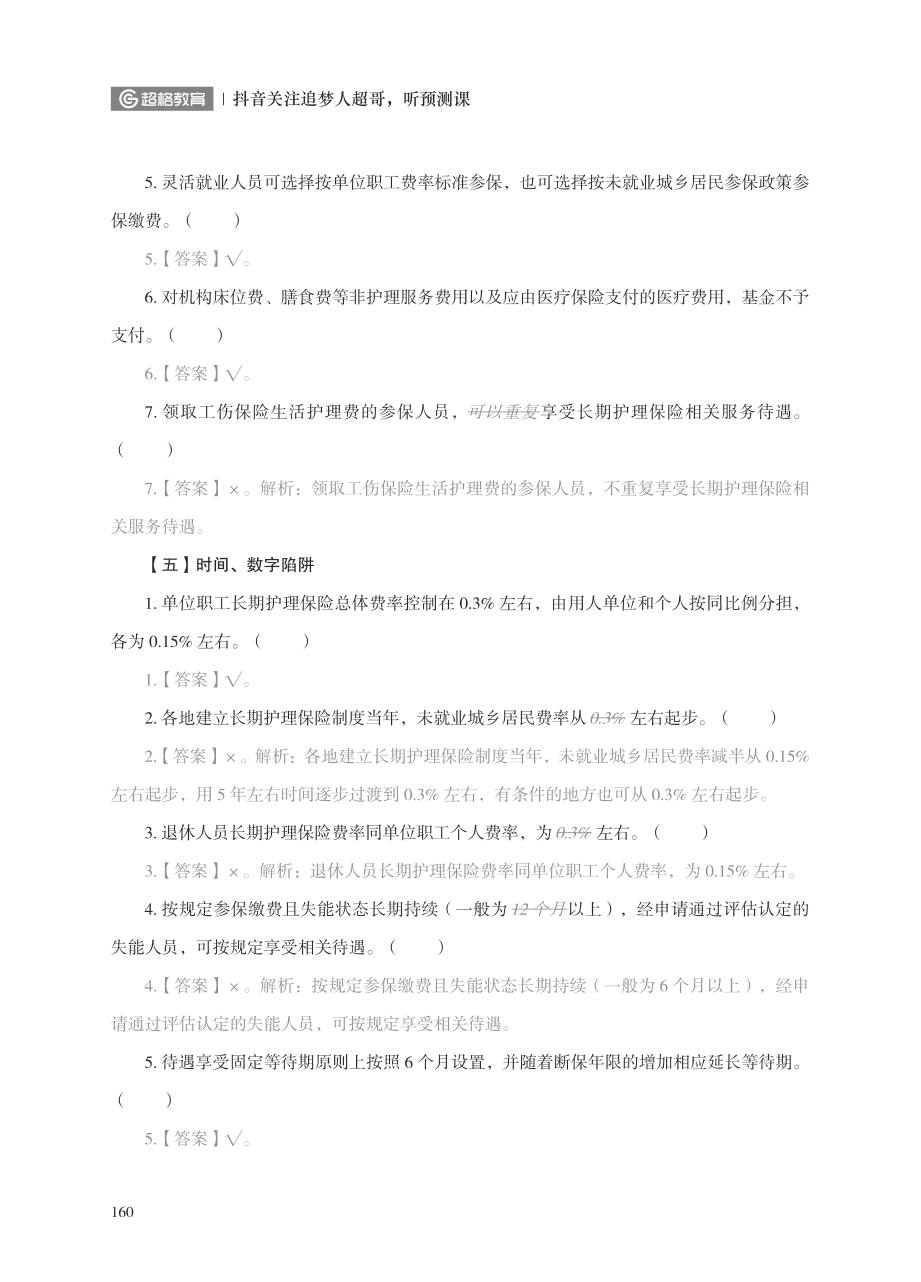 超格教育 | 抖音关注追梦人超哥，听预测课
5. 灵活就业人员可选择按单位职工费率标准参保，也可选择按未就业城乡居民参保政策参
保缴费。（　　）
5.【答案】√。
6. 对机构床位费、膳食费等非护理服务费用以及应由医疗保险支付的医疗费用，基金不予
支付。（　　）
6.【答案】√。
7. 领取工伤保险生活护理费的参保人员，可以重复享受长期护理保险相关服务待遇。
（　　）
7.【答案】×。解析：领取工伤保险生活护理费的参保人员，不重复享受长期护理保险相
关服务待遇。
【五】时间、数字陷阱
1. 单位职工长期护理保险总体费率控制在 0.3% 左右，由用人单位和个人按同比例分担，
各为 0.15% 左右。（　　）
1.【答案】√。
2. 各地建立长期护理保险制度当年，未就业城乡居民费率从 0.3% 左右起步。（　　）
2.【答案】×。解析：各地建立长期护理保险制度当年，未就业城乡居民费率减半从 0.15%
左右起步，用 5 年左右时间逐步过渡到 0.3% 左右，有条件的地方也可从 0.3% 左右起步。
3. 退休人员长期护理保险费率同单位职工个人费率，为 0.3% 左右。（　　）
3.【答案】×。解析：退休人员长期护理保险费率同单位职工个人费率，为 0.15% 左右。
4. 按规定参保缴费且失能状态长期持续（一般为 12 个月以上），经申请通过评估认定的
失能人员，可按规定享受相关待遇。（　　）
4.【答案】×。解析：按规定参保缴费且失能状态长期持续（一般为 6 个月以上），经申
请通过评估认定的失能人员，可按规定享受相关待遇。
5. 待遇享受固定等待期原则上按照 6 个月设置，并随着断保年限的增加相应延长等待期。
（　　）
5.【答案】√。
160